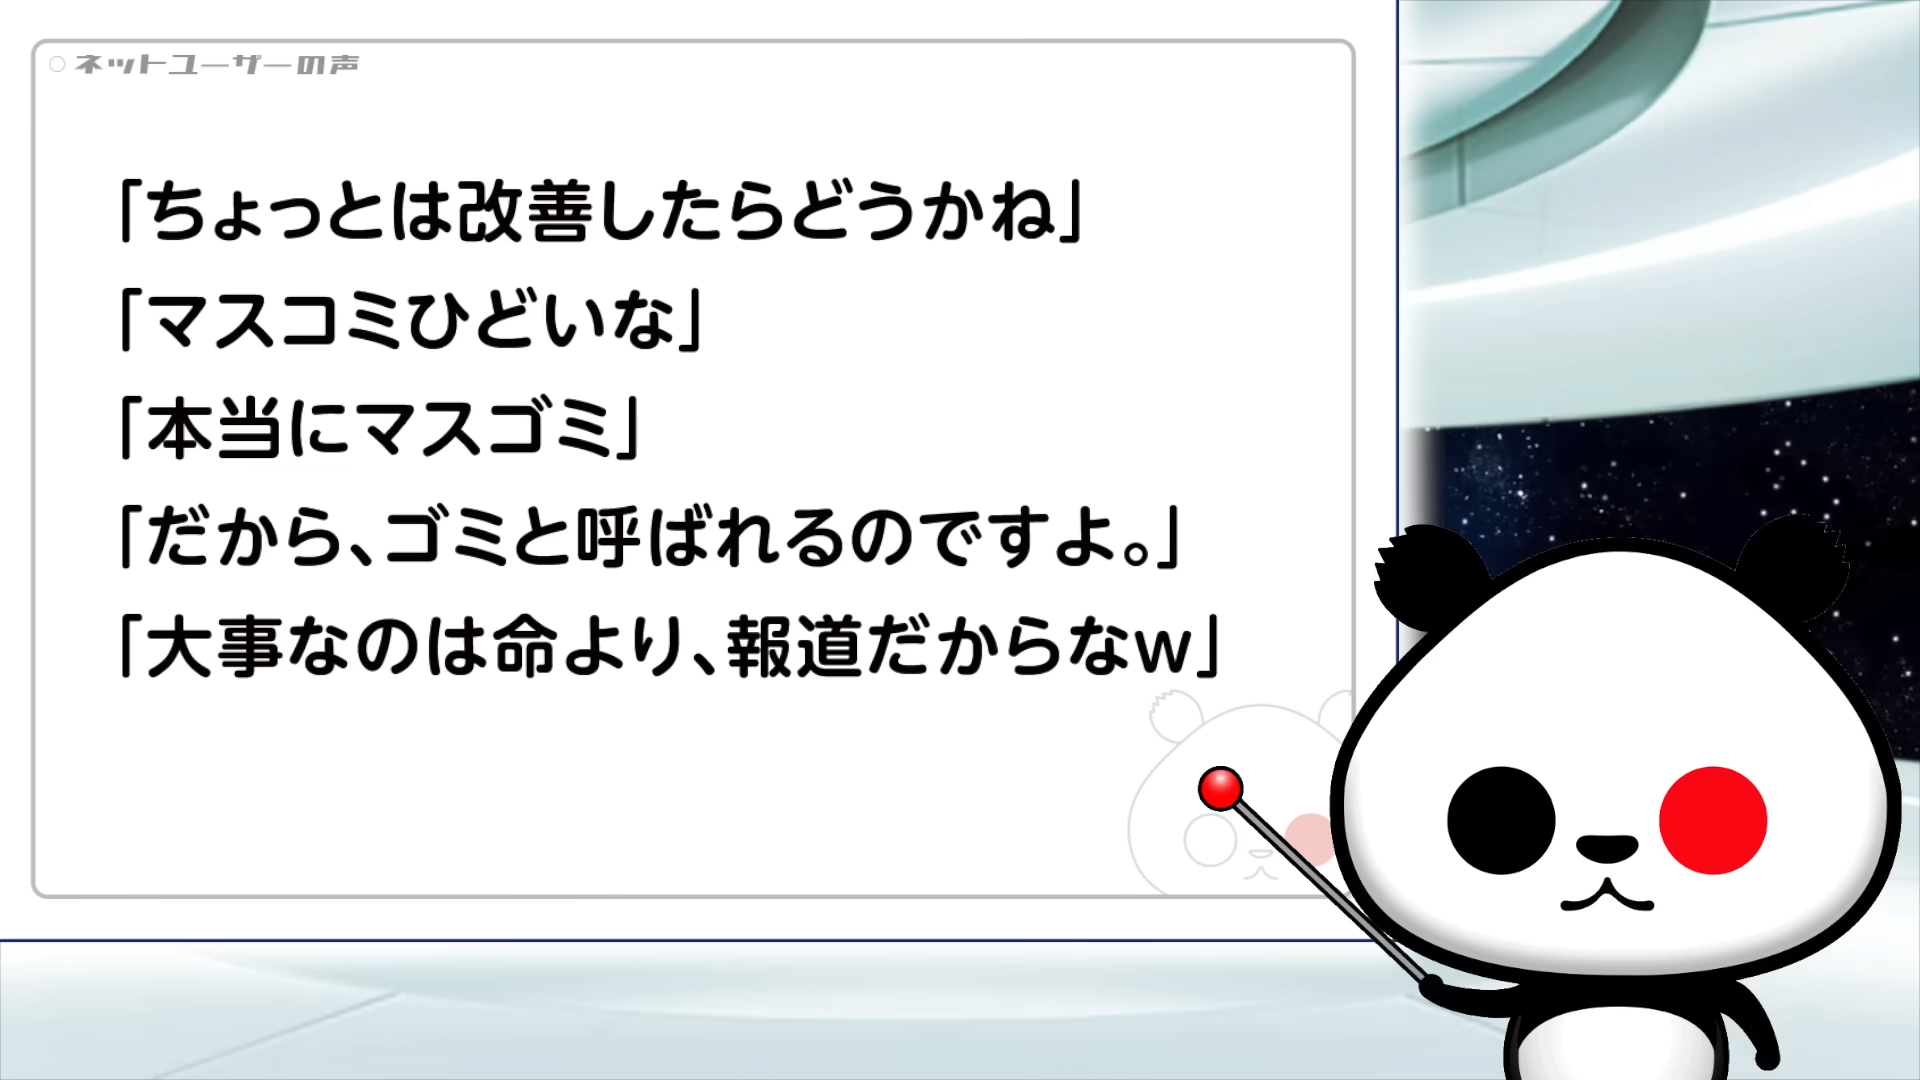 ○ ネットユーザーの声
「ちょっとは改善したらどうかね」
「マスコミひどいな」
「本当にマスゴミ」
「だから、ゴミと呼ばれるのですよ。」
「大事なのは命より、報道だからなw」